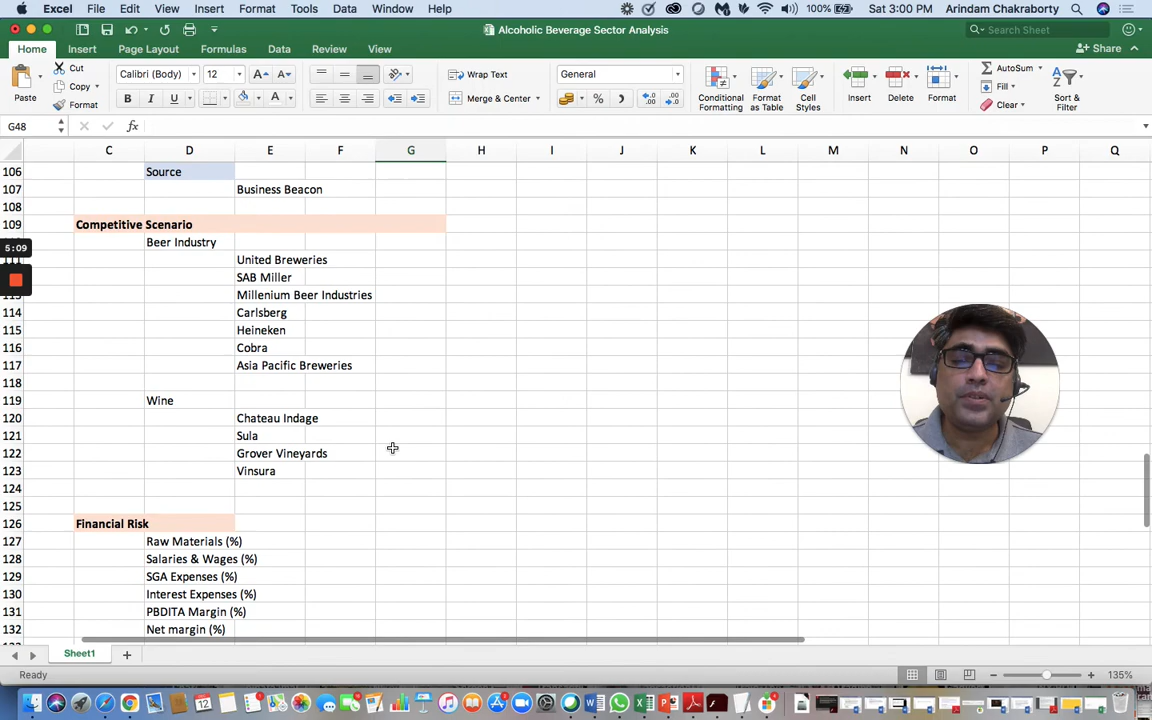 Excel File Edit View Insert Format Tools Data Window Help 100% Sat 3:00 PM Arindam Chakraborty
Alcoholic Beverage Sector Analysis Search Sheet
Home Insert Page Layout Formulas Data Review View Share
Paste Cut Copy Format Calibri (Body) 12 Wrap Text Merge & Center General Conditional Formatting Format as Table Cell Styles Insert Delete Format AutoSum Fill Clear Sort & Filter
G48 fx
C D E F G H I J K L M N O P Q
106 Source
107 Business Beacon
108
109 Competitive Scenario
Beer Industry
5:09
United Breweries
SAB Miller
Millenium Beer Industries
114 Carlsberg
115 Heineken
116 Cobra
117 Asia Pacific Breweries
118
119 Wine
120 Chateau Indage
121 Sula
122 Grover Vineyards
123 Vinsura
124
125
126 Financial Risk
127 Raw Materials (%)
128 Salaries & Wages (%)
129 SGA Expenses (%)
130 Interest Expenses (%)
131 PBDITA Margin (%)
132 Net margin (%)
Sheet1
Ready 135%